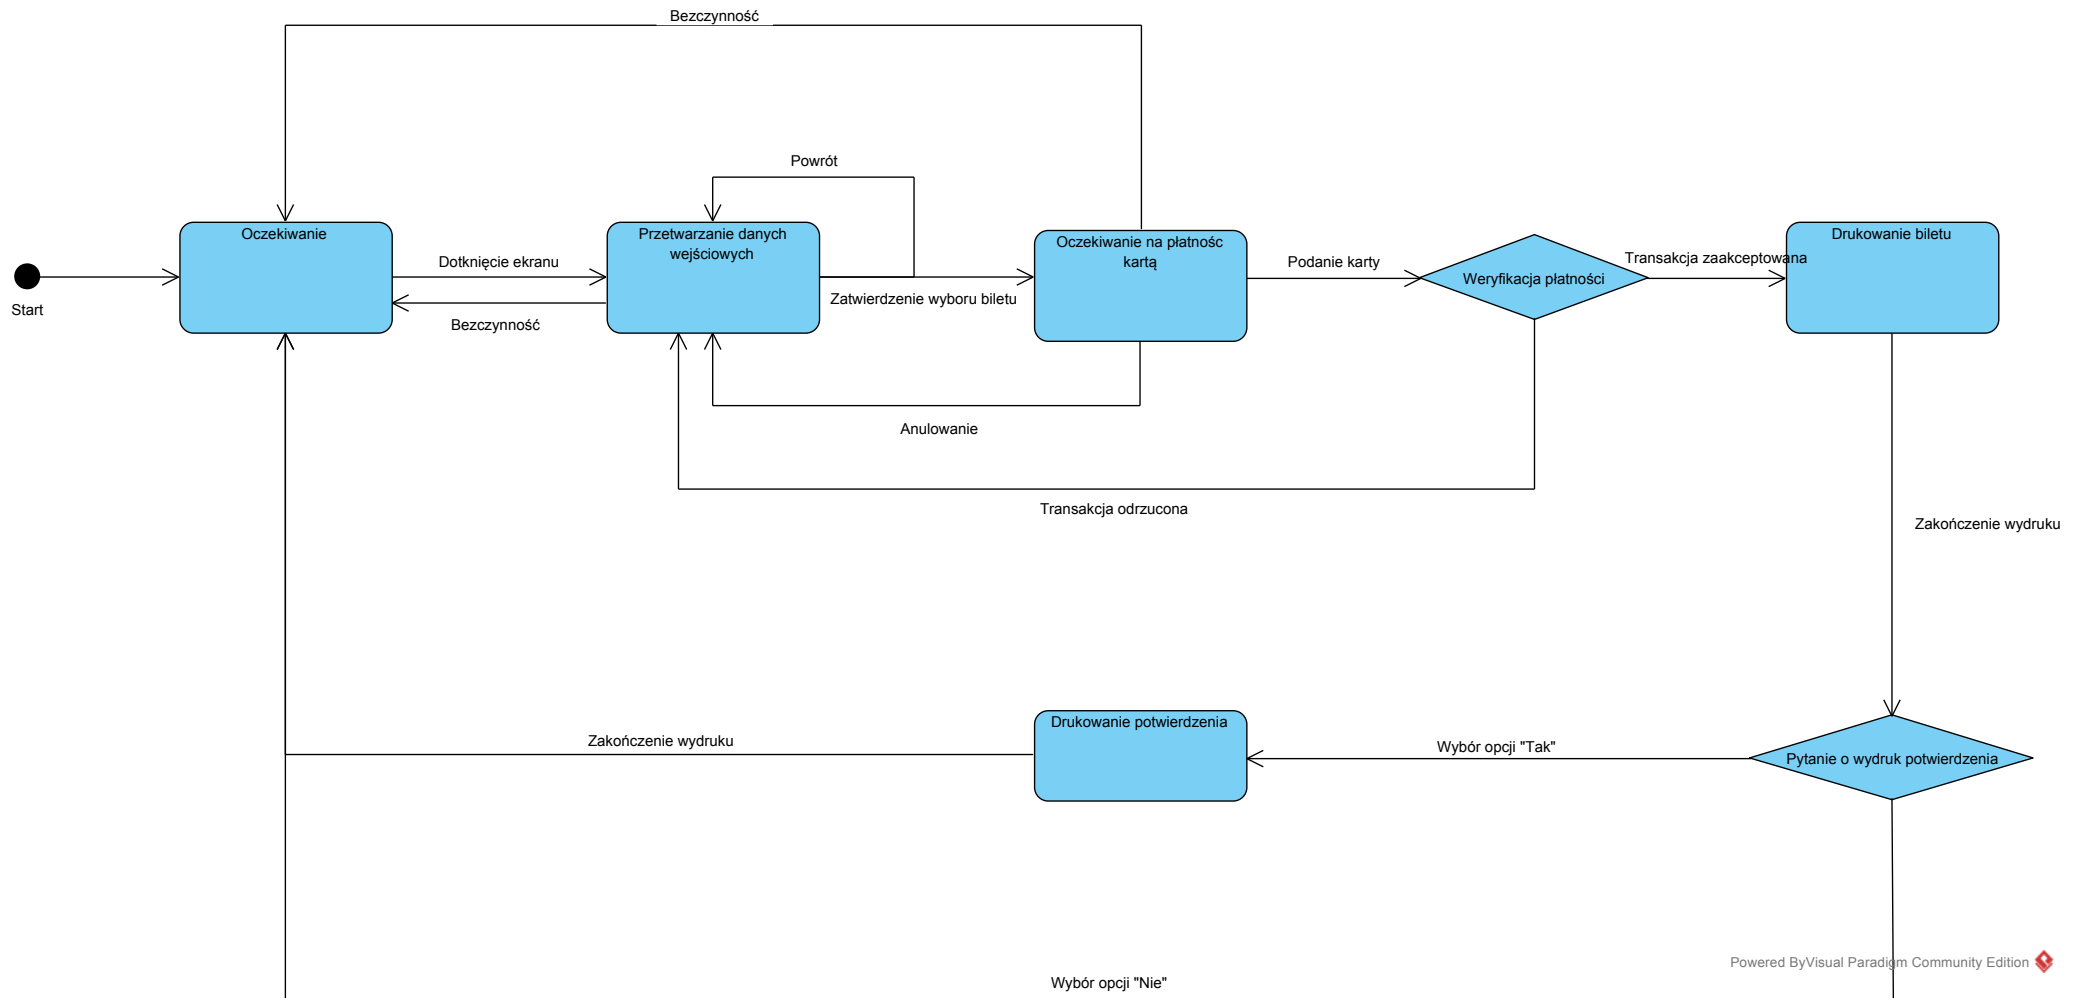 Bezczynność
Powrót
Oczekiwanie
Przetwarzanie danych
wejściowych
Oczekiwanie na płatnośc
kartą
Drukowanie biletu
Dotknięcie ekranu
Podanie karty
Weryfikacja płatności
Transakcja zaakceptowana
Start
Bezczynność
Zatwierdzenie wyboru biletu
Anulowanie
Transakcja odrzucona
Zakończenie wydruku
Drukowanie potwierdzenia
Zakończenie wydruku
Wybór opcji "Tak"
Pytanie o wydruk potwierdzenia
Powered ByVisual Paradigm Community Edition
Wybór opcji "Nie"